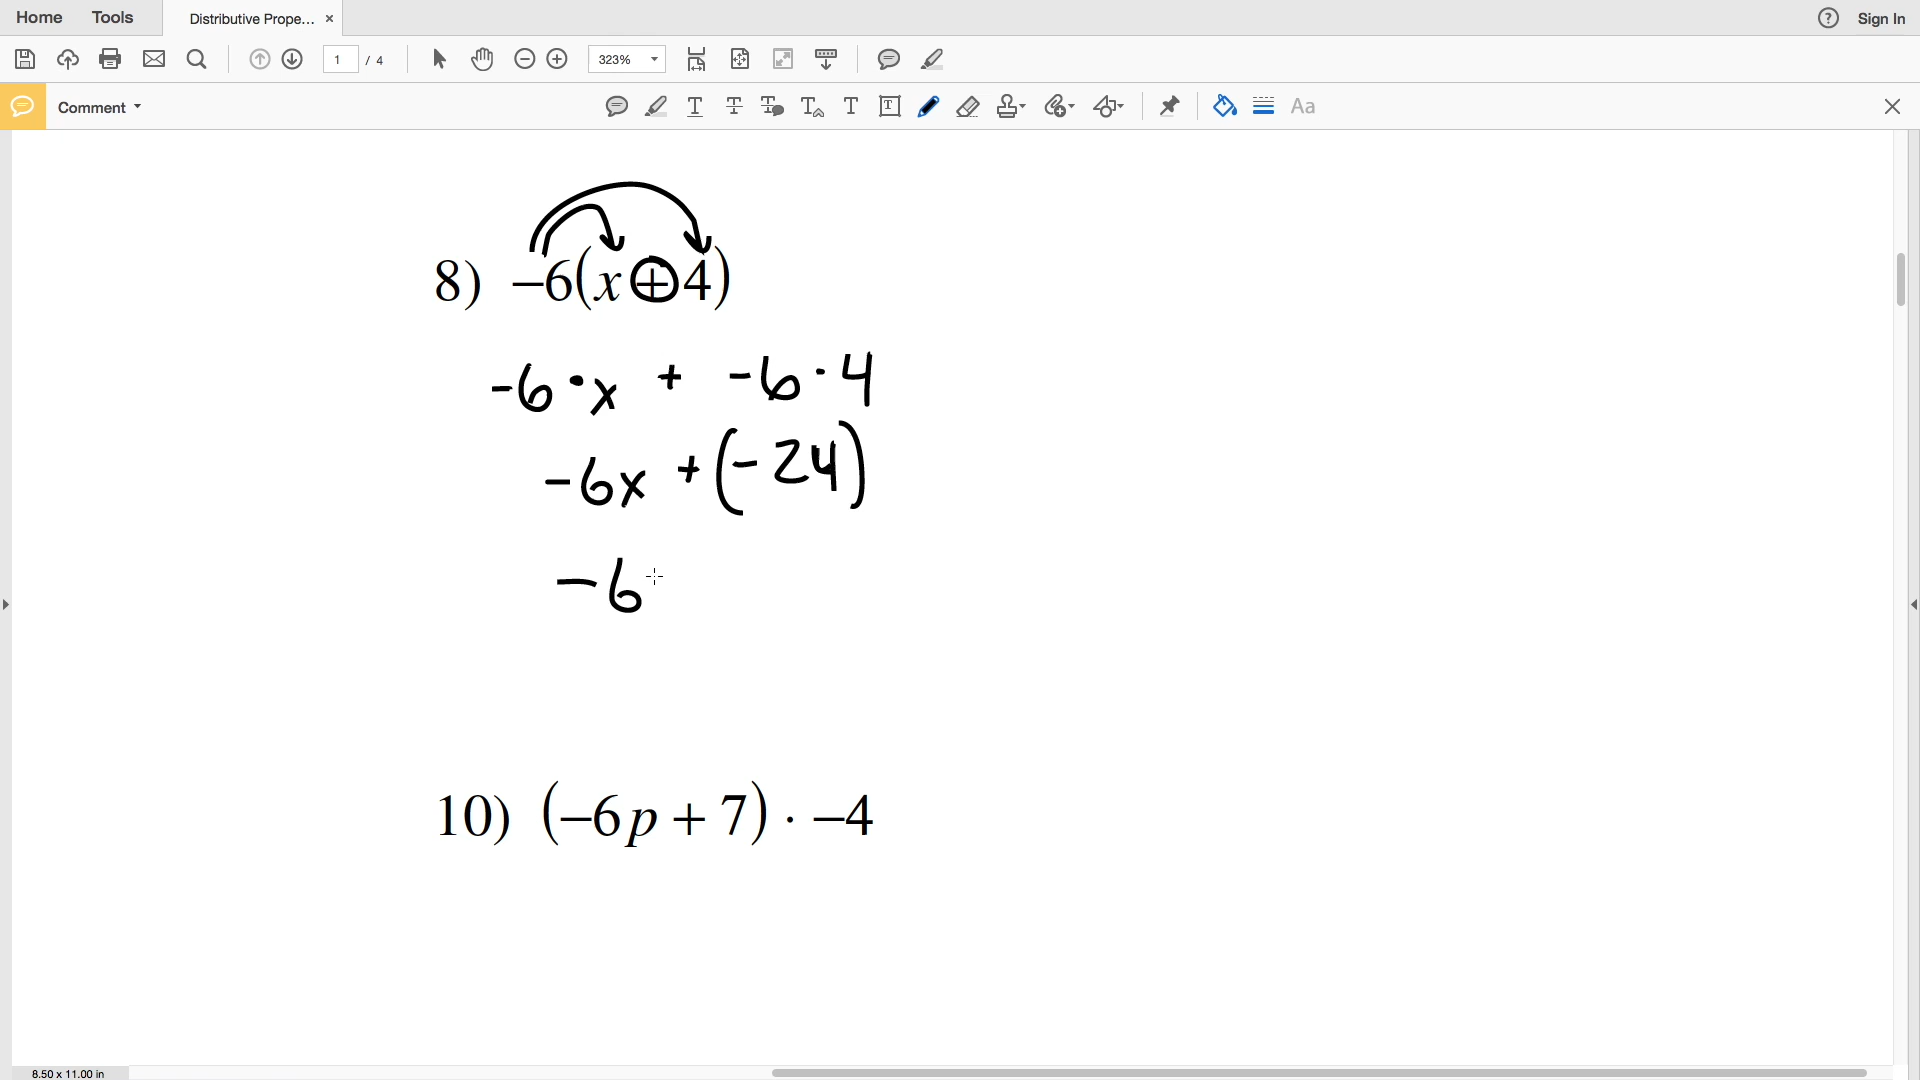 Home Tools Distributive Prope... × ? Sign In
1 / 4 323%
Comment T T T T T T Aa
8) −6(x + 4)
-6 • x + -6 · 4
-6x + (-24)
-6
10) (−6p + 7) · −4
8.50 x 11.00 in